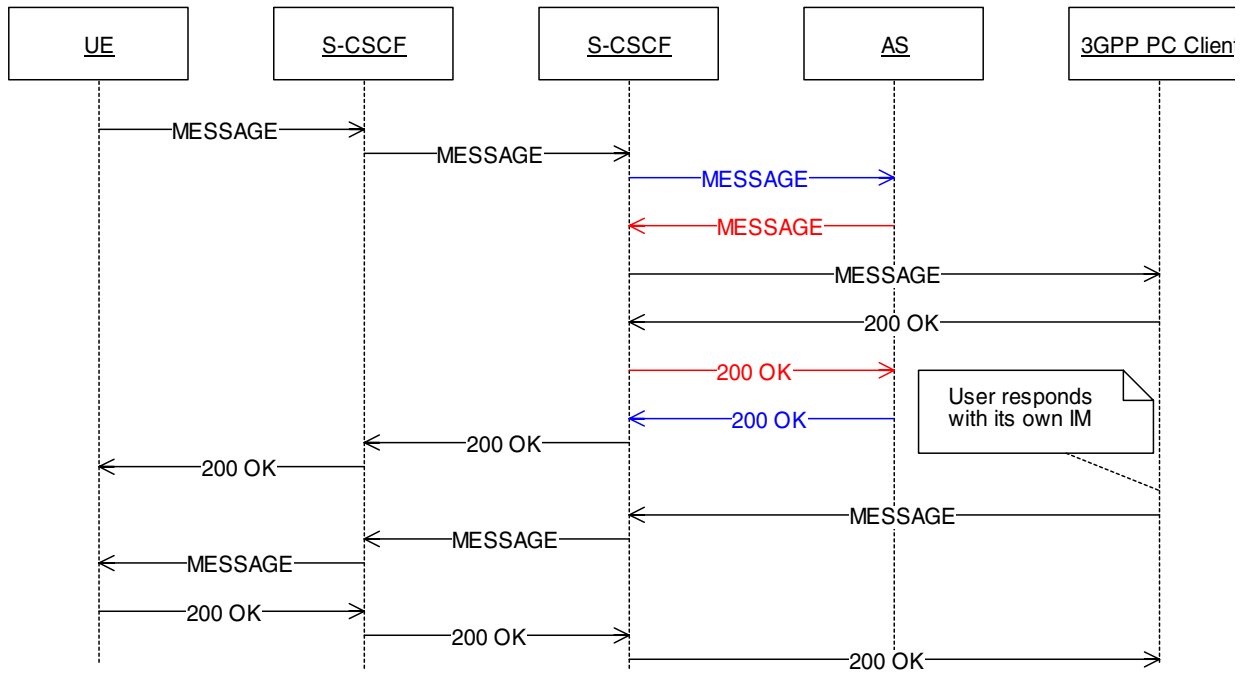 UE
S-CSCF
S-CSCF
AS
3GPP PC Client
MESSAGE
MESSAGE
MESSAGE
MESSAGE
MESSAGE
200 OK
200 OK
User responds
with its own IM
200 OK
200 OK
200 OK
MESSAGE
MESSAGE
MESSAGE
200 OK
200 OK
200 OK